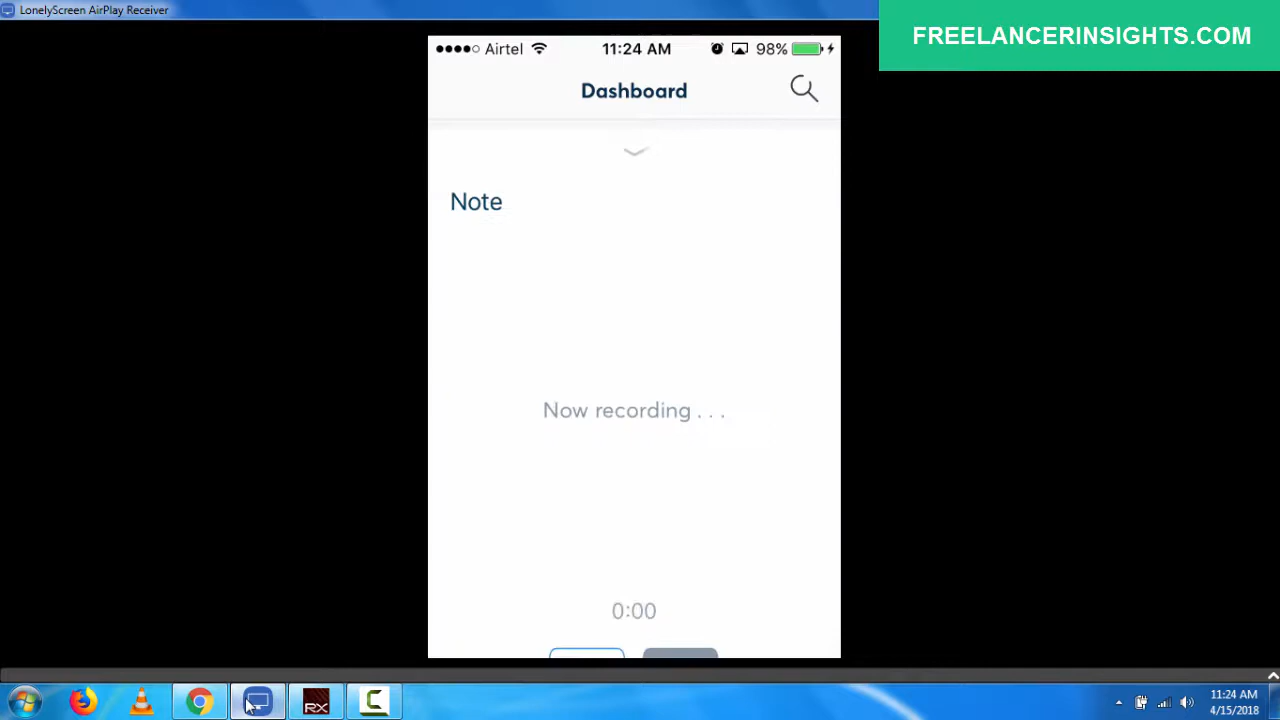 LonelyScreen AirPlay Receiver
FREELANCERINSIGHTS.COM
Airtel 11:24 AM 98%
Dashboard
Note
Now recording . . .
0:00
RX
11:24 AM
4/15/2018